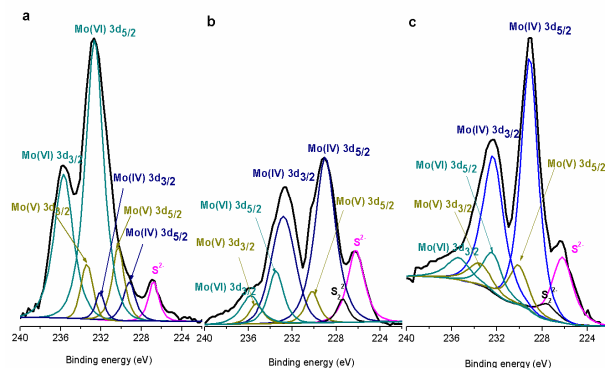 a
Mo(VI) 3d5/2
Mo(VI) 3d3/2
Mo(IV) 3d3/2
Mo(V) 3d3/2
Mo(V) 3d5/2
Mo(IV) 3d5/2
S2-
240 236 232 228 224 220
Binding energy (eV)
b
Mo(IV) 3d5/2
Mo(IV) 3d3/2
Mo(VI) 3d5/2
Mo(V) 3d5/2
Mo(V) 3d3/2
Mo(VI) 3d3/2
S2-
S22-
240 236 232 228 224 220
Binding energy (eV)
c
Mo(IV) 3d5/2
Mo(IV) 3d3/2
Mo(VI) 3d5/2
Mo(V) 3d5/2
Mo(V) 3d3/2
Mo(VI) 3d3/2
S2-
S22-
240 236 232 228 224
Binding energy (eV)